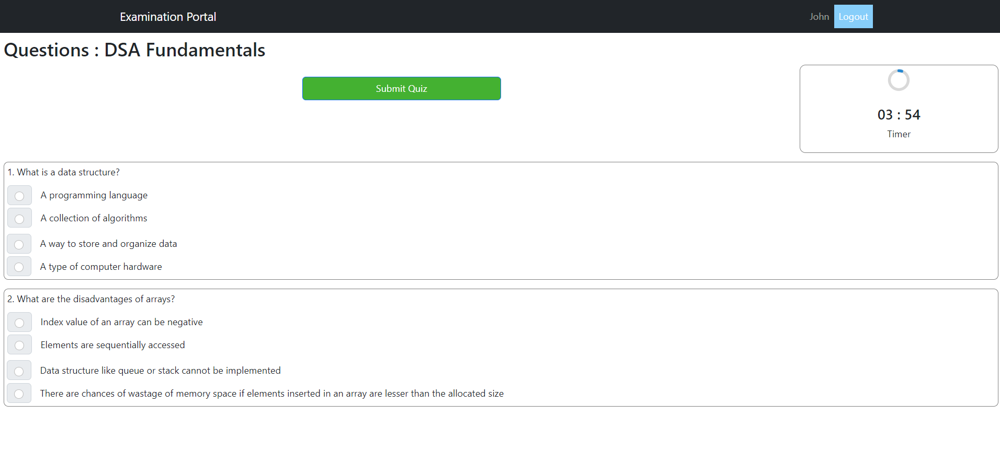 Examination Portal
John Logout
Questions : DSA Fundamentals
Submit Quiz
03 : 54
Timer
1. What is a data structure?
A programming language
A collection of algorithms
A way to store and organize data
A type of computer hardware
2. What are the disadvantages of arrays?
Index value of an array can be negative
Elements are sequentially accessed
Data structure like queue or stack cannot be implemented
There are chances of wastage of memory space if elements inserted in an array are lesser than the allocated size